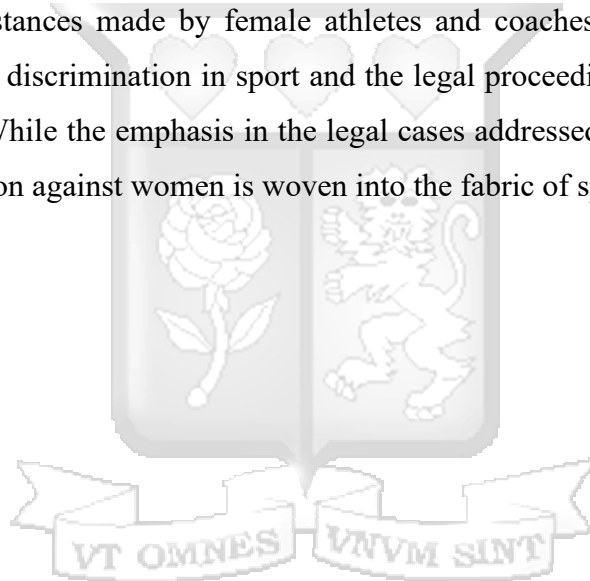 stances made by female athletes and coaches
discrimination in sport and the legal proceedi
While the emphasis in the legal cases addressed
on against women is woven into the fabric of s
VT OMNES VNVM SINT